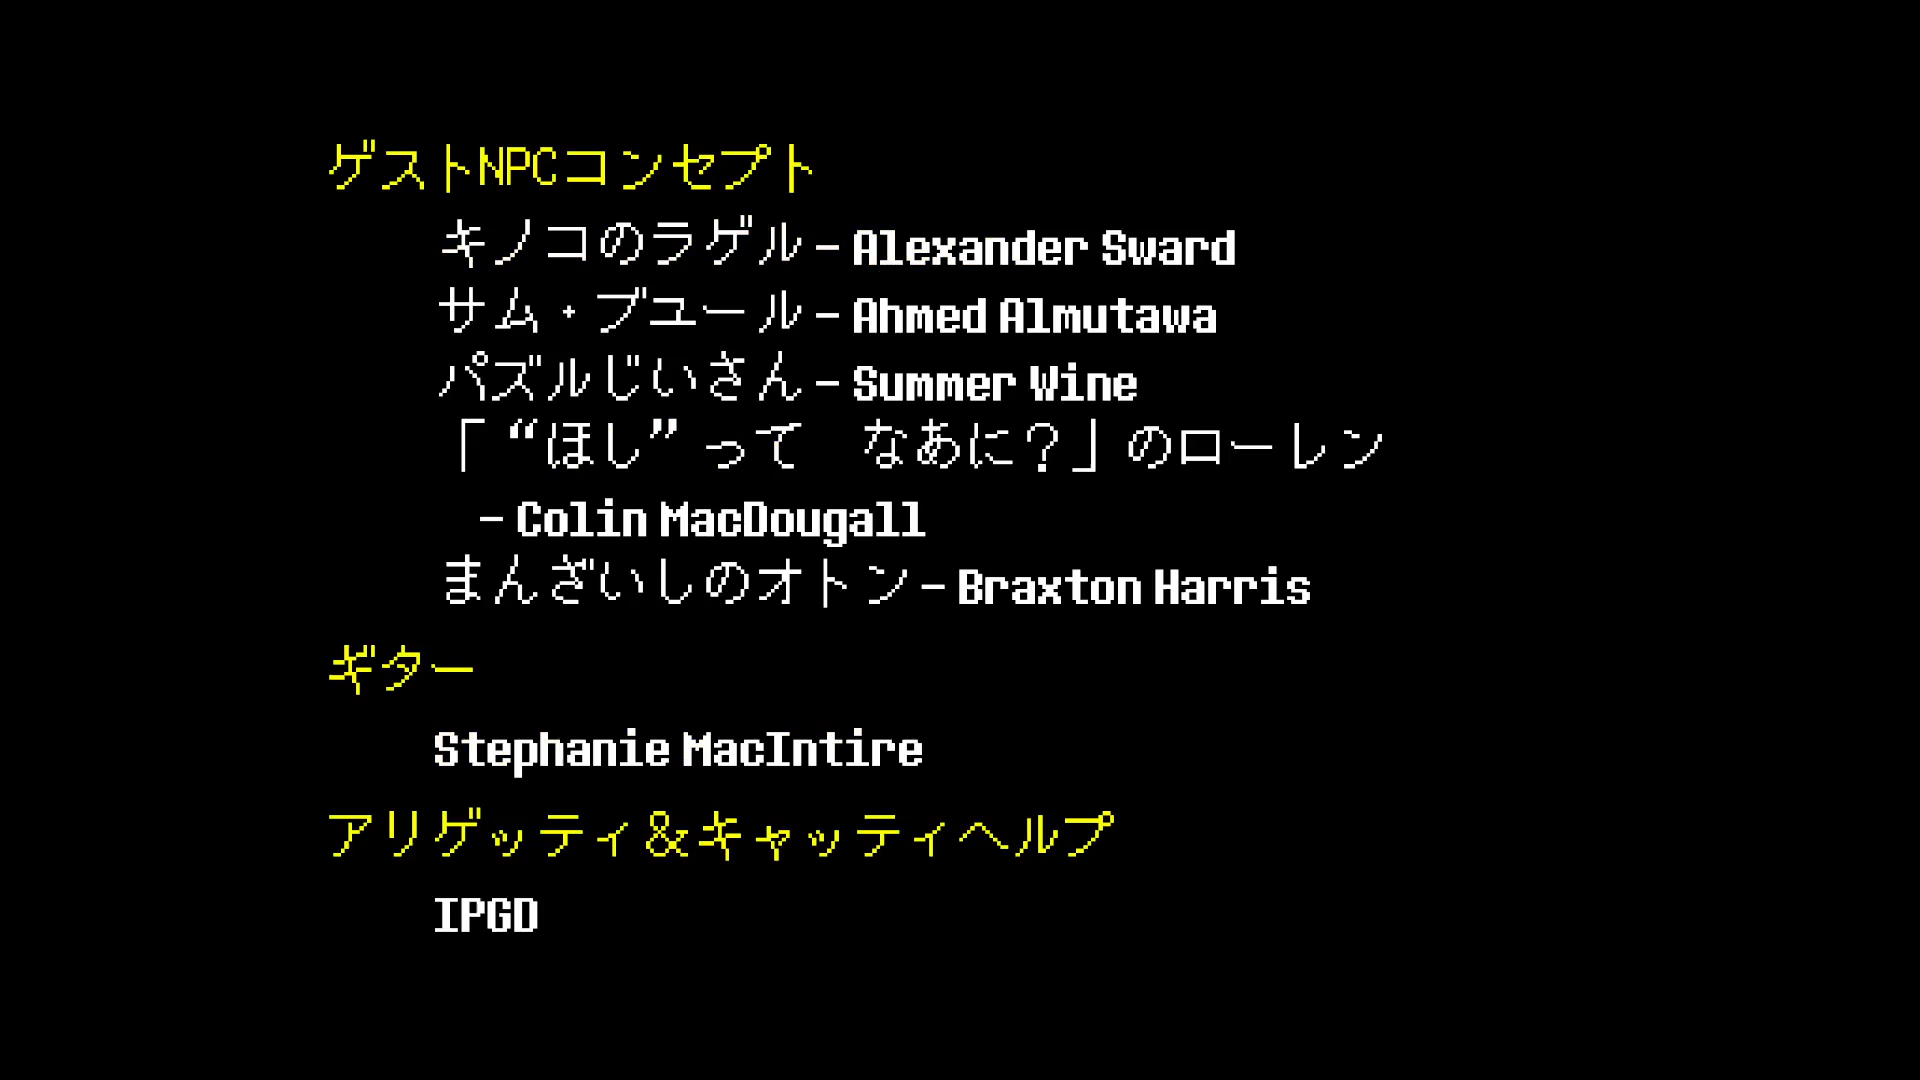 ゲストNPCコンセプト
キノコのラゲル – Alexander Sward
サム・ブユール – Ahmed Almutawa
パズルじいさん – Summer Wine
「“ほし”って　なあに？」のローレン
– Colin MacDougall
まんざいしのオトン – Braxton Harris
ギター
Stephanie MacIntire
アリゲッティ＆キャッティヘルプ
IPGD